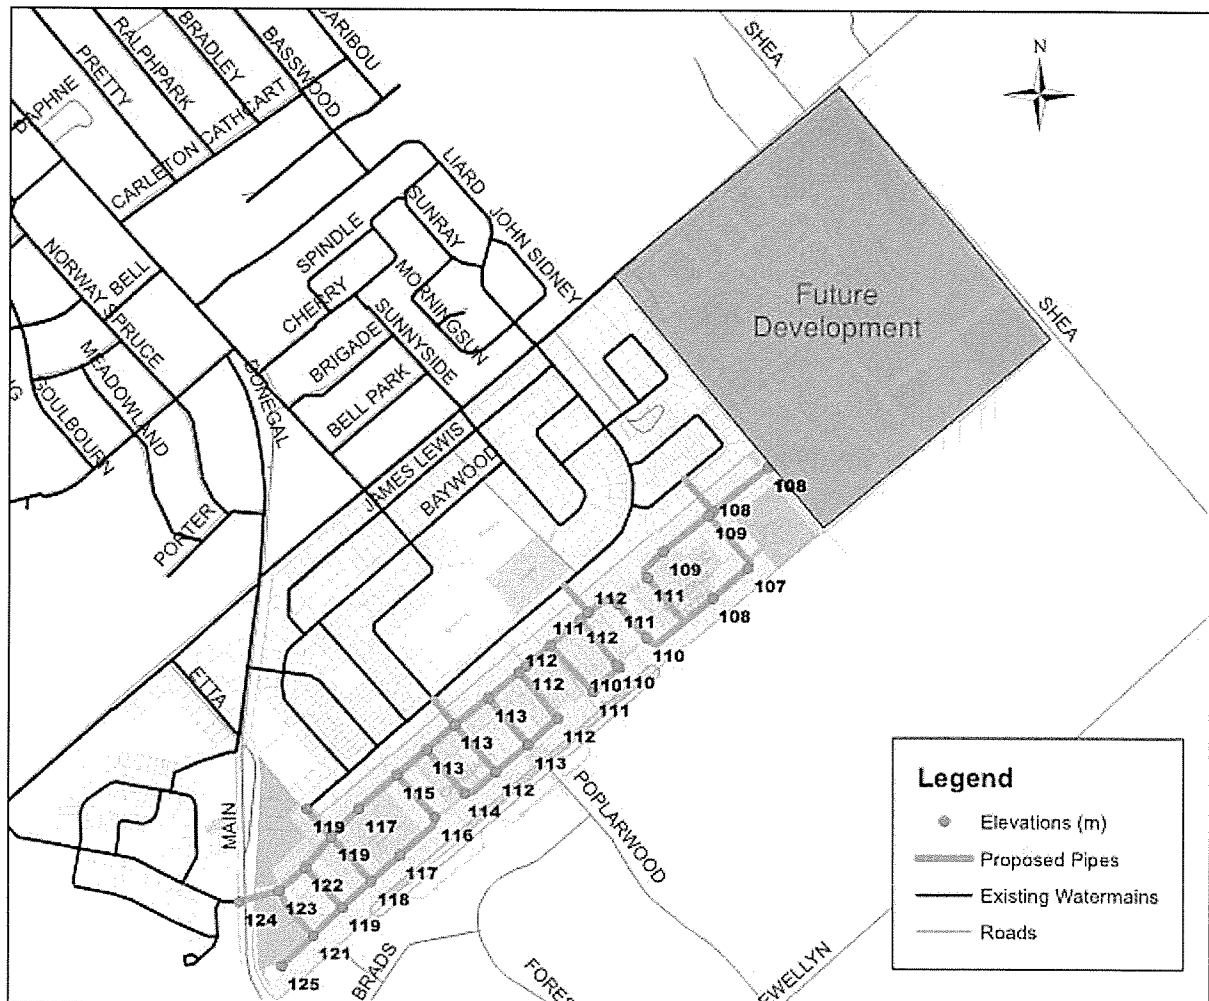 CARIBOU
BASSWOOD
BRADLEY
RALPHPARK
PRETTY
DAPHNE
CARLETON CATHCART
SHEA
N
LIARD
JOHN SIDNEY
SUNRAY
SPINDLE
MORNINGSUN
CHERRY
SUNNYSIDE
BRIGADE
BELL PARK
BELL
NORWAY SPRUCE
MEADOWLAND
GOULBOURN
DONEGAL
JAMES LEWIS
BAYWOOD
PORTER
Future
Development
SHEA
ETTA
MAIN
108
108
109
109
107
111
108
112
111
111
112
110
112
110
112
110
111
113
112
113
113
113
112
115
114
117
116
119
119
117
122
118
123
119
124
121
125
POPLARWOOD
BRADS
Legend
Elevations (m)
Proposed Pipes
Existing Watermains
Roads